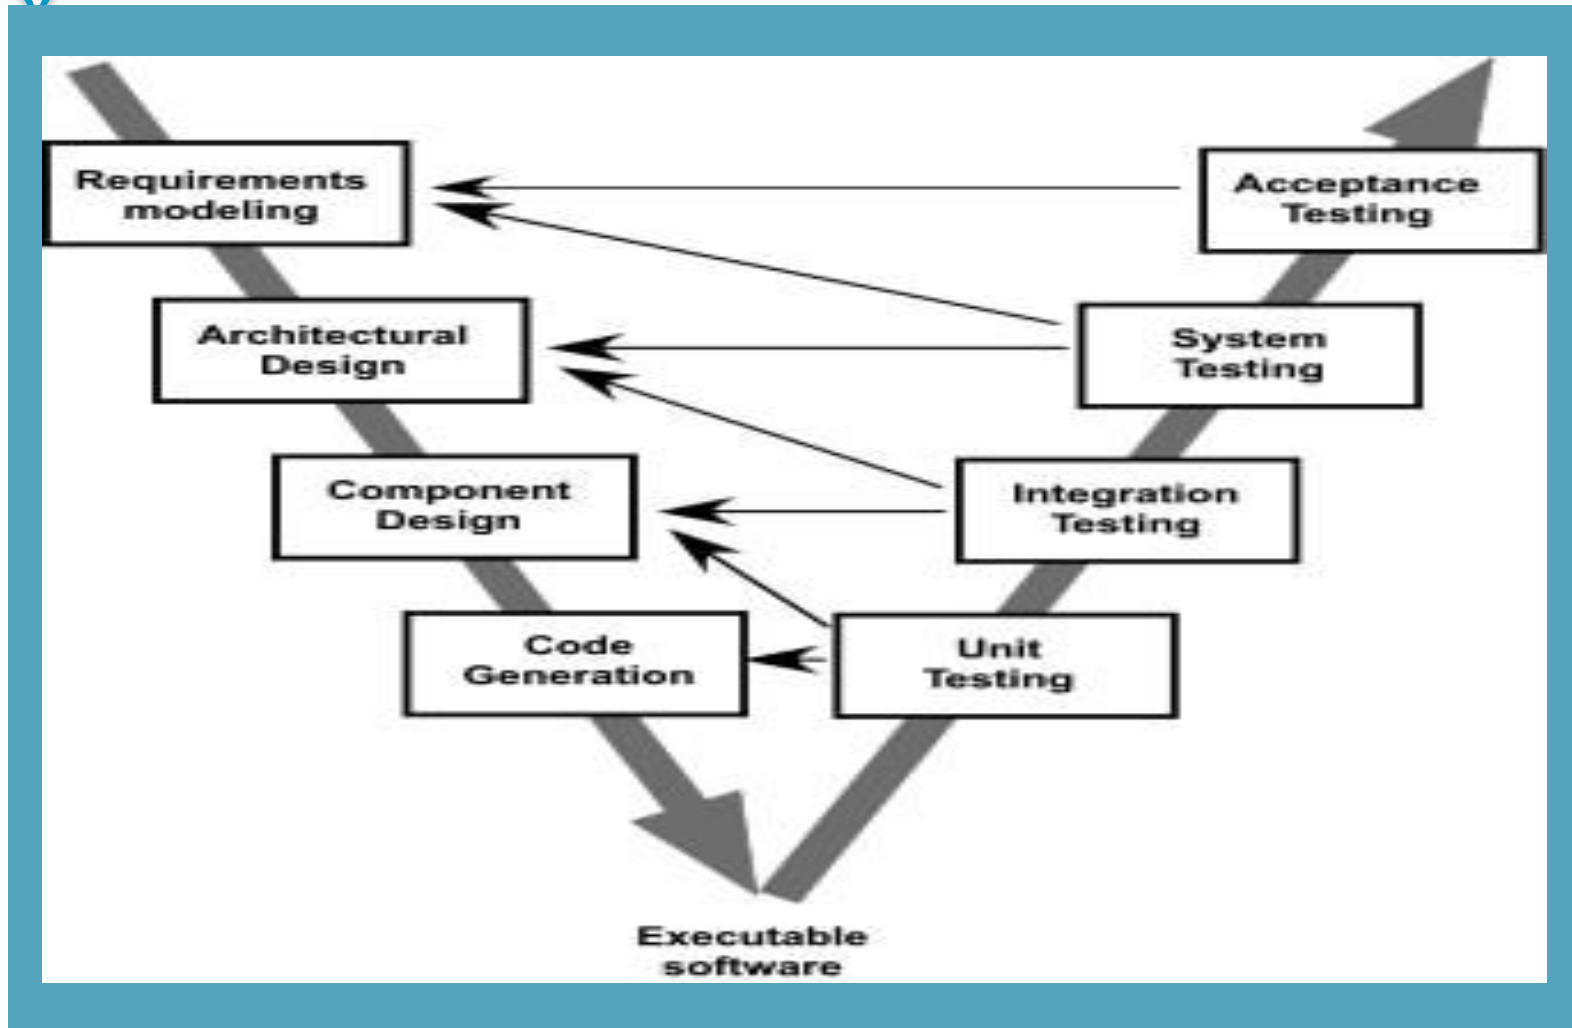 Requirements
modeling
Acceptance
Testing
Architectural
Design
System
Testing
Component
Design
Integration
Testing
Code
Generation
Unit
Testing
Executable
software